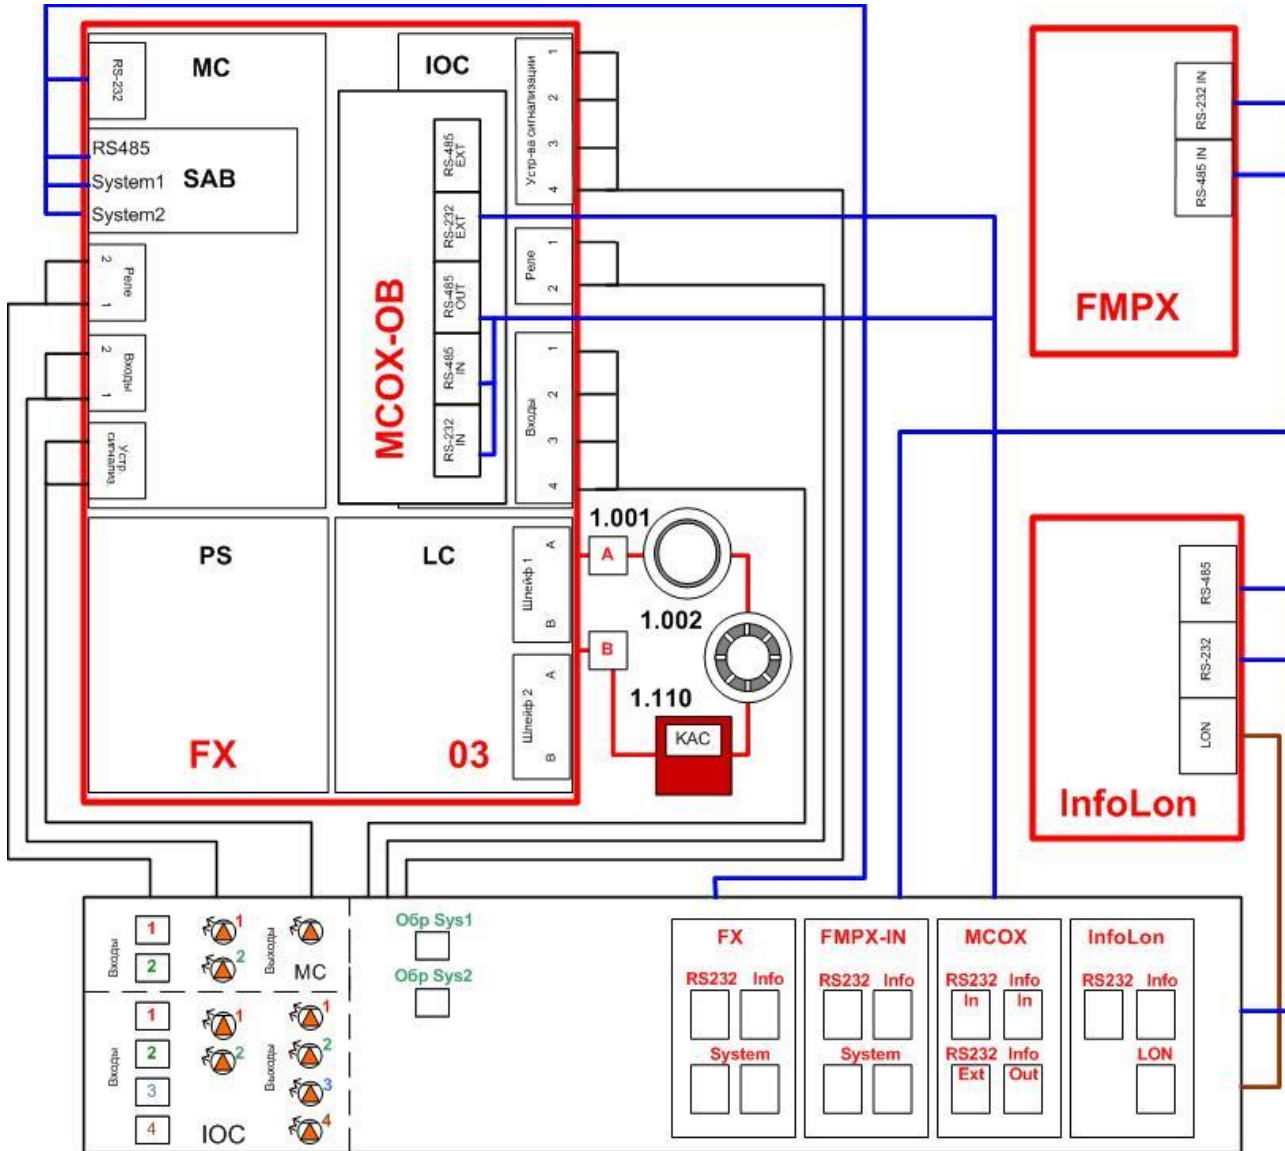 MC
RS-232
RS485
System1
System2
SAB
2
Реле
1
2
Входы
1
Устр.
сигнализ.
IOC
MCOX-OB
RS-485
EXT
RS-232
EXT
RS-485
OUT
RS-485
IN
RS-232
IN
Устр-ва сигнализации
1
2
3
4
Реле
1
2
Входы
1
2
3
4
PS
FX
LC
03
Шлейф 1
A
B
Шлейф 2
A
B
A
B
1.001
1.002
1.110
КАС
FMPX
RS-232 IN
RS-485 IN
InfoLon
RS-485
RS-232
LON
Входы
1
2
1
2
Выходы
MC
Входы
1
2
3
4
1
2
Выходы
1
2
3
4
IOC
Обр Sys1
Обр Sys2
FX
RS232 Info
System
FMPX-IN
RS232 Info
System
MCOX
RS232 Info
In In
RS232 Info
Ext Out
InfoLon
RS232 Info
LON